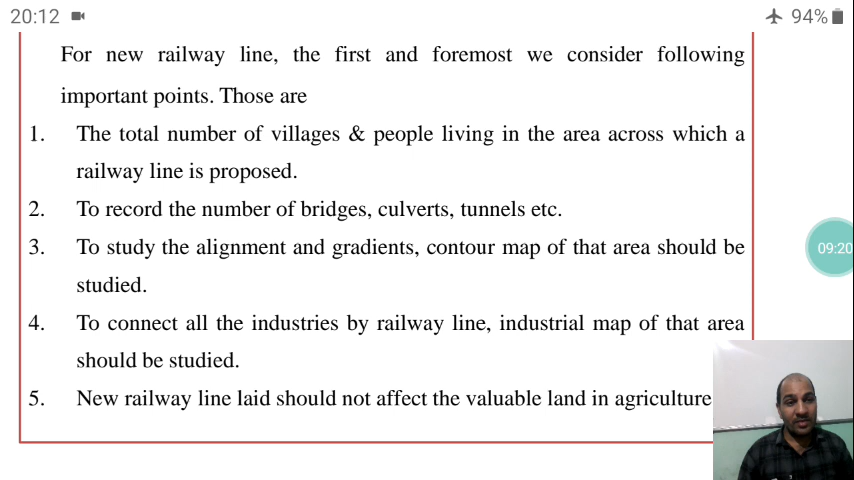 20:12
94%
For new railway line, the first and foremost we consider following
important points. Those are
1. The total number of villages & people living in the area across which a
railway line is proposed.
2. To record the number of bridges, culverts, tunnels etc.
3. To study the alignment and gradients, contour map of that area should be
studied.
09:20
4. To connect all the industries by railway line, industrial map of that area
should be studied.
5. New railway line laid should not affect the valuable land in agriculture